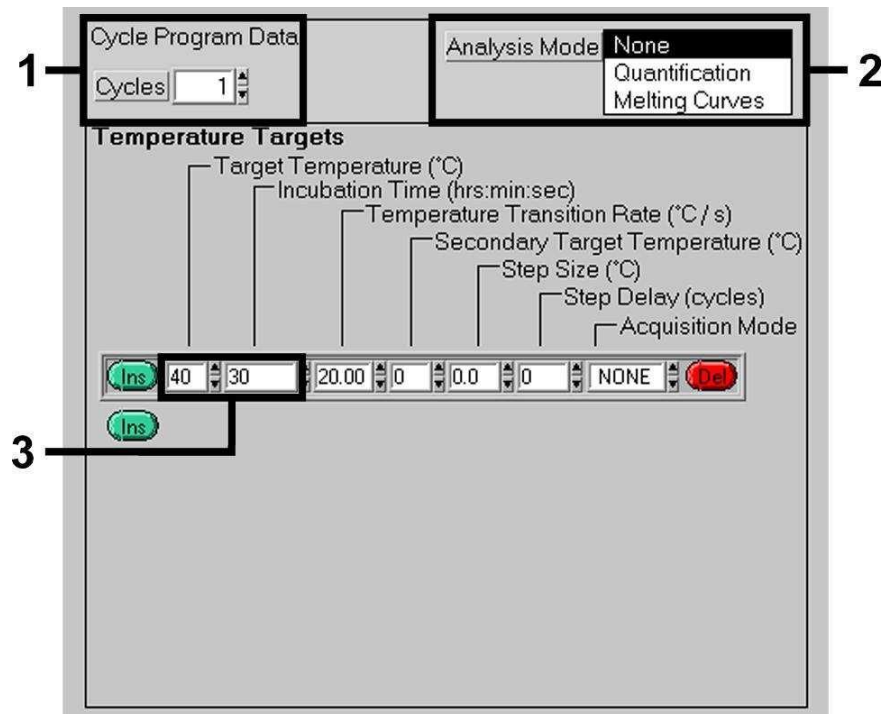 Cycle Program Data
1
Cycles 1
Analysis Mode None
Quantification
Melting Curves
2
Temperature Targets
Target Temperature (°C)
Incubation Time (hrs:min:sec)
Temperature Transition Rate (°C / s)
Secondary Target Temperature (°C)
Step Size (°C)
Step Delay (cycles)
Acquisition Mode
Ins 40 30 20.00 0 0.0 0 NONE Del
Ins
3